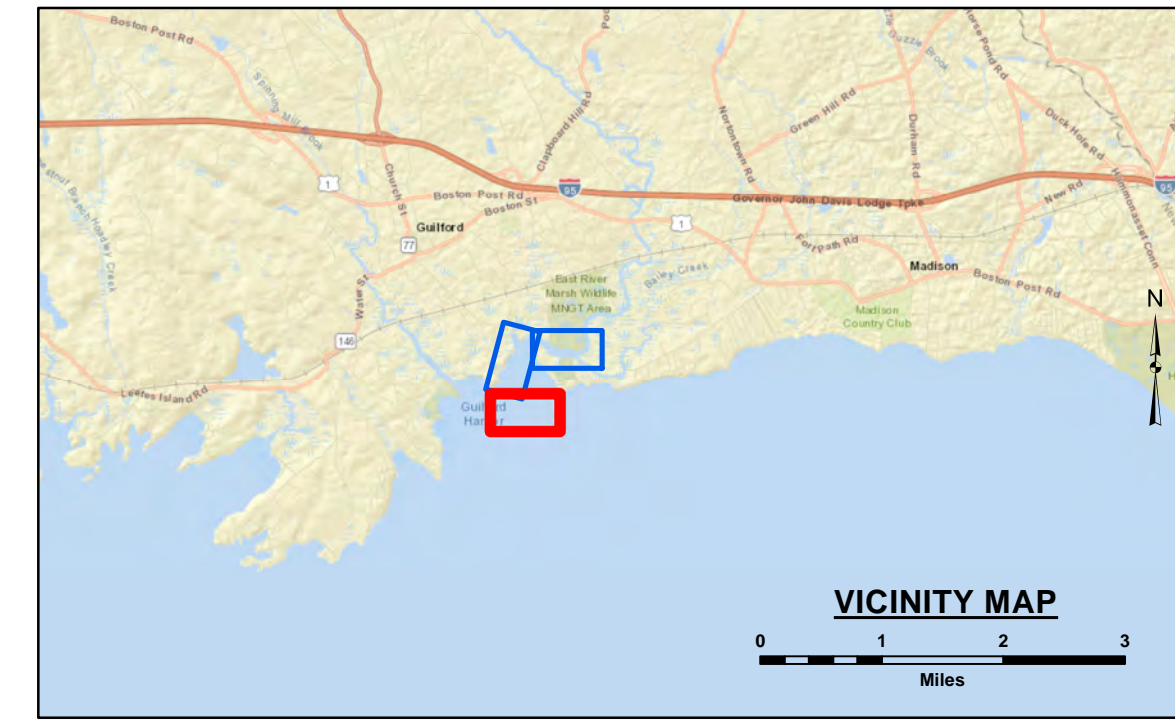 Boston Post Rd
Spinning Mill Brook
Clapboard Hill Rd
Nortontown Rd
Green Hill Rd
Durham Rd
Horse Pond Rd
Duck Hole Rd
Hammonasset Conn
New Rd
95
95
1
Boston Post Rd
Boston St
Church St
Guilford
77
Governor John Davis Lodge Tpke
1
Fortpath Rd
Madison
Boston Post Rd
Bailey Creek
East River
Marsh Wildlife
MNGT Area
Water St
146
Leetes Island Rd
Madison
Country Club
Guilford
Harbor
N
VICINITY MAP
0 1 2 3
Miles